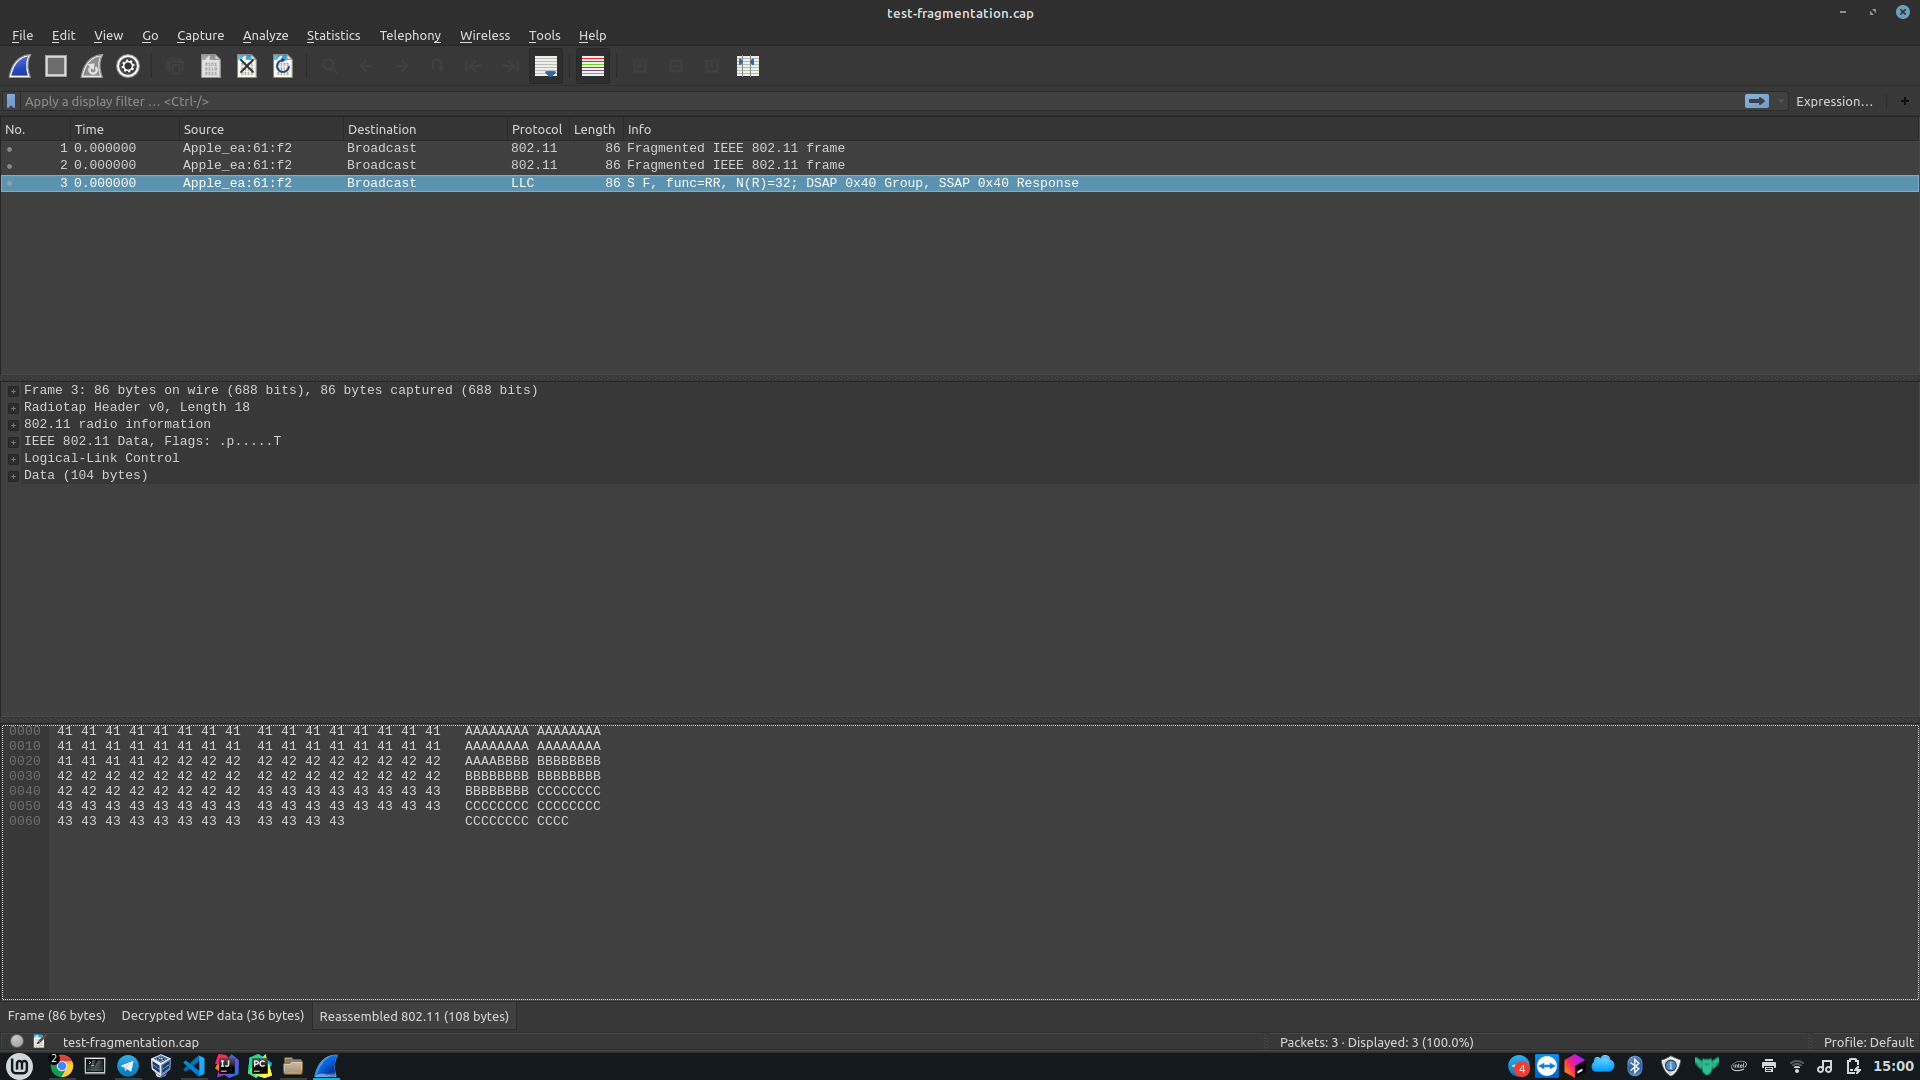 test-fragmentation.cap
File Edit View Go Capture Analyze Statistics Telephony Wireless Tools Help
Apply a display filter ... <Ctrl-/> Expression... +
No. Time Source Destination Protocol Length Info
1 0.000000 Apple_ea:61:f2 Broadcast 802.11 86 Fragmented IEEE 802.11 frame
2 0.000000 Apple_ea:61:f2 Broadcast 802.11 86 Fragmented IEEE 802.11 frame
3 0.000000 Apple_ea:61:f2 Broadcast LLC 86 S F, func=RR, N(R)=32; DSAP 0x40 Group, SSAP 0x40 Response
Frame 3: 86 bytes on wire (688 bits), 86 bytes captured (688 bits)
Radiotap Header v0, Length 18
802.11 radio information
IEEE 802.11 Data, Flags: .p.....T
Logical-Link Control
Data (104 bytes)
0000 41 41 41 41 41 41 41 41 41 41 41 41 41 41 41 41 AAAAAAAA AAAAAAAA
0010 41 41 41 41 41 41 41 41 41 41 41 41 41 41 41 41 AAAAAAAA AAAAAAAA
0020 41 41 41 41 42 42 42 42 42 42 42 42 42 42 42 42 AAAABBBB BBBBBBBB
0030 42 42 42 42 42 42 42 42 42 42 42 42 42 42 42 42 BBBBBBBB BBBBBBBB
0040 42 42 42 42 42 42 42 42 43 43 43 43 43 43 43 43 BBBBBBBB CCCCCCCC
0050 43 43 43 43 43 43 43 43 43 43 43 43 43 43 43 43 CCCCCCCC CCCCCCCC
0060 43 43 43 43 43 43 43 43 43 43 43 43 CCCCCCCC CCCC
Frame (86 bytes) Decrypted WEP data (36 bytes) Reassembled 802.11 (108 bytes)
test-fragmentation.cap Packets: 3 · Displayed: 3 (100.0%) Profile: Default
2 IJ PC 4 15:00